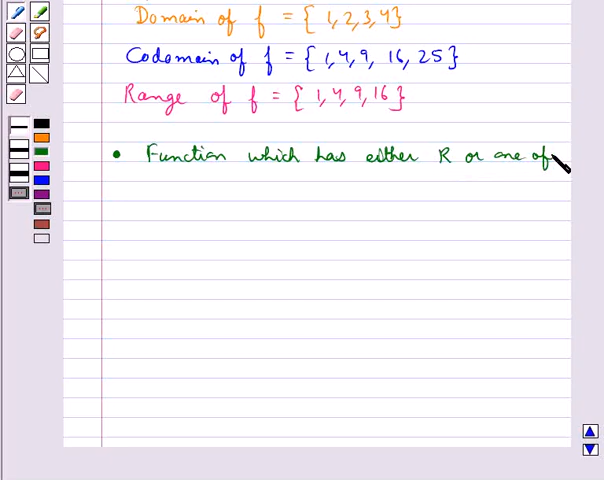 Domain of f = { 1, 2, 3, 4}
Codomain of f = { 1, 4, 9, 16, 25}
Range of f = { 1, 4, 9, 16}
• Function which has either R or one of